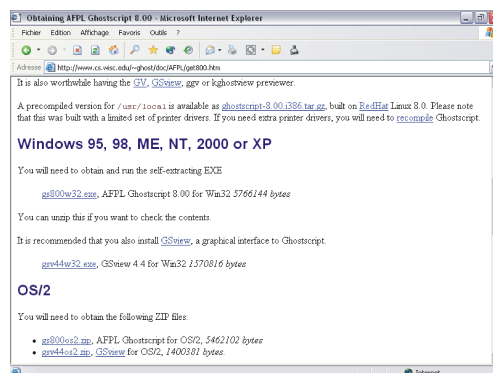 Obtaining AFPL Ghostscript 8.00 - Microsoft Internet Explorer
Fichier Edition Affichage Favoris Outils ?
Adresse http://www.cs.wisc.edu/~ghost/doc/AFPL/get800.htm
It is also worthwhile having the GV, GSview, ggv or kghostview previewer.
A precompiled version for /usr/local is available as ghostscript-8.00.i386.tar.gz, built on RedHat Linux 8.0. Please note
that this was built with a limited set of printer drivers. If you need extra printer drivers, you will need to recompile Ghostscript.
Windows 95, 98, ME, NT, 2000 or XP
You will need to obtain and run the self-extracting EXE
gs800w32.exe, AFPL Ghostscript 8.00 for Win32 5766144 bytes
You can unzip this if you want to check the contents.
It is recommended that you also install GSview, a graphical interface to Ghostscript.
gsv44w32.exe, GSview 4.4 for Win32 1570816 bytes
OS/2
You will need to obtain the following ZIP files:
• gs800os2.zip, AFPL Ghostscript for OS/2, 5462102 bytes
• gsv44os2.zip, GSview for OS/2, 1400381 bytes.
Internet